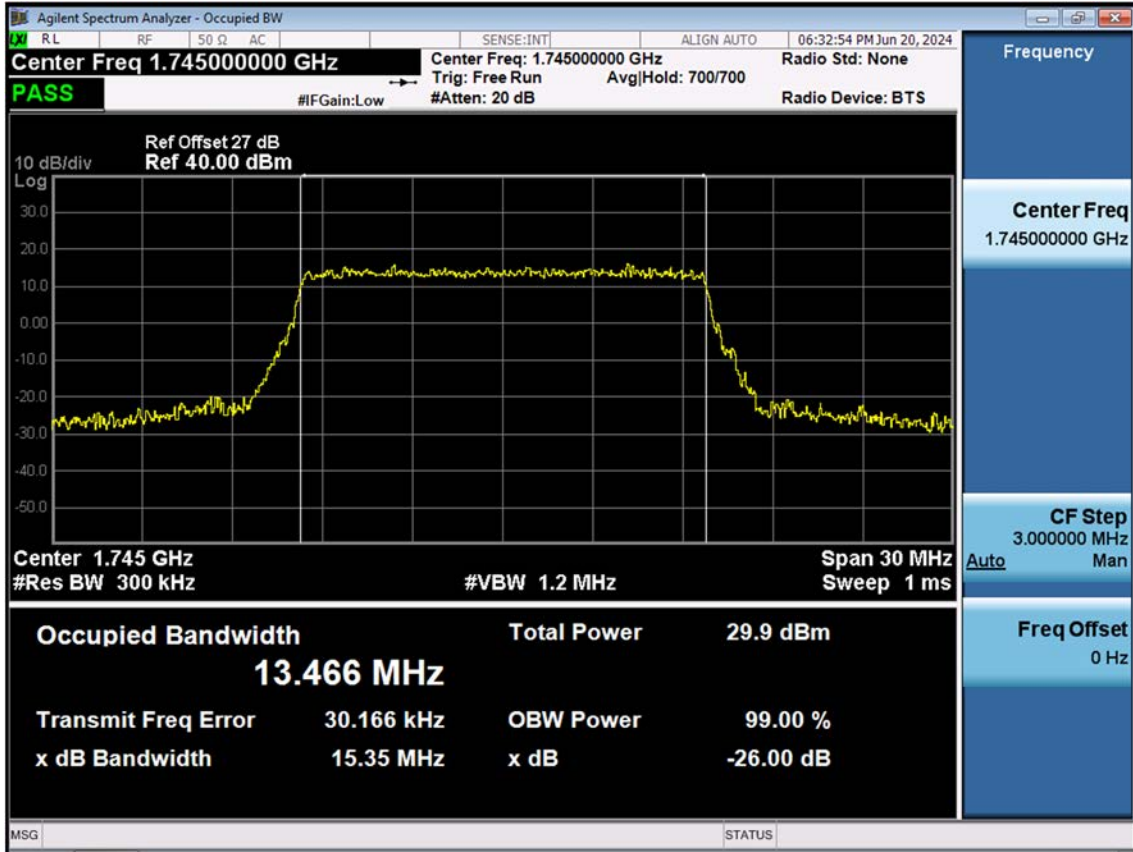 Agilent Spectrum Analyzer - Occupied BW
LXI RL RF 50 Ω AC SENSE:INT ALIGN AUTO 06:32:54 PM Jun 20, 2024
Center Freq 1.745000000 GHz
Center Freq: 1.745000000 GHz
Radio Std: None
Trig: Free Run Avg|Hold: 700/700
PASS
#IFGain:Low
#Atten: 20 dB
Radio Device: BTS
Ref Offset 27 dB
10 dB/div Ref 40.00 dBm
Log
30.0
20.0
10.0
0.00
-10.0
-20.0
-30.0
-40.0
-50.0
Center 1.745 GHz Span 30 MHz
#Res BW 300 kHz #VBW 1.2 MHz Sweep 1 ms
Occupied Bandwidth Total Power 29.9 dBm
13.466 MHz
Transmit Freq Error 30.166 kHz OBW Power 99.00 %
x dB Bandwidth 15.35 MHz x dB -26.00 dB
MSG STATUS
Frequency
Center Freq
1.745000000 GHz
CF Step
3.000000 MHz
Auto Man
Freq Offset
0 Hz